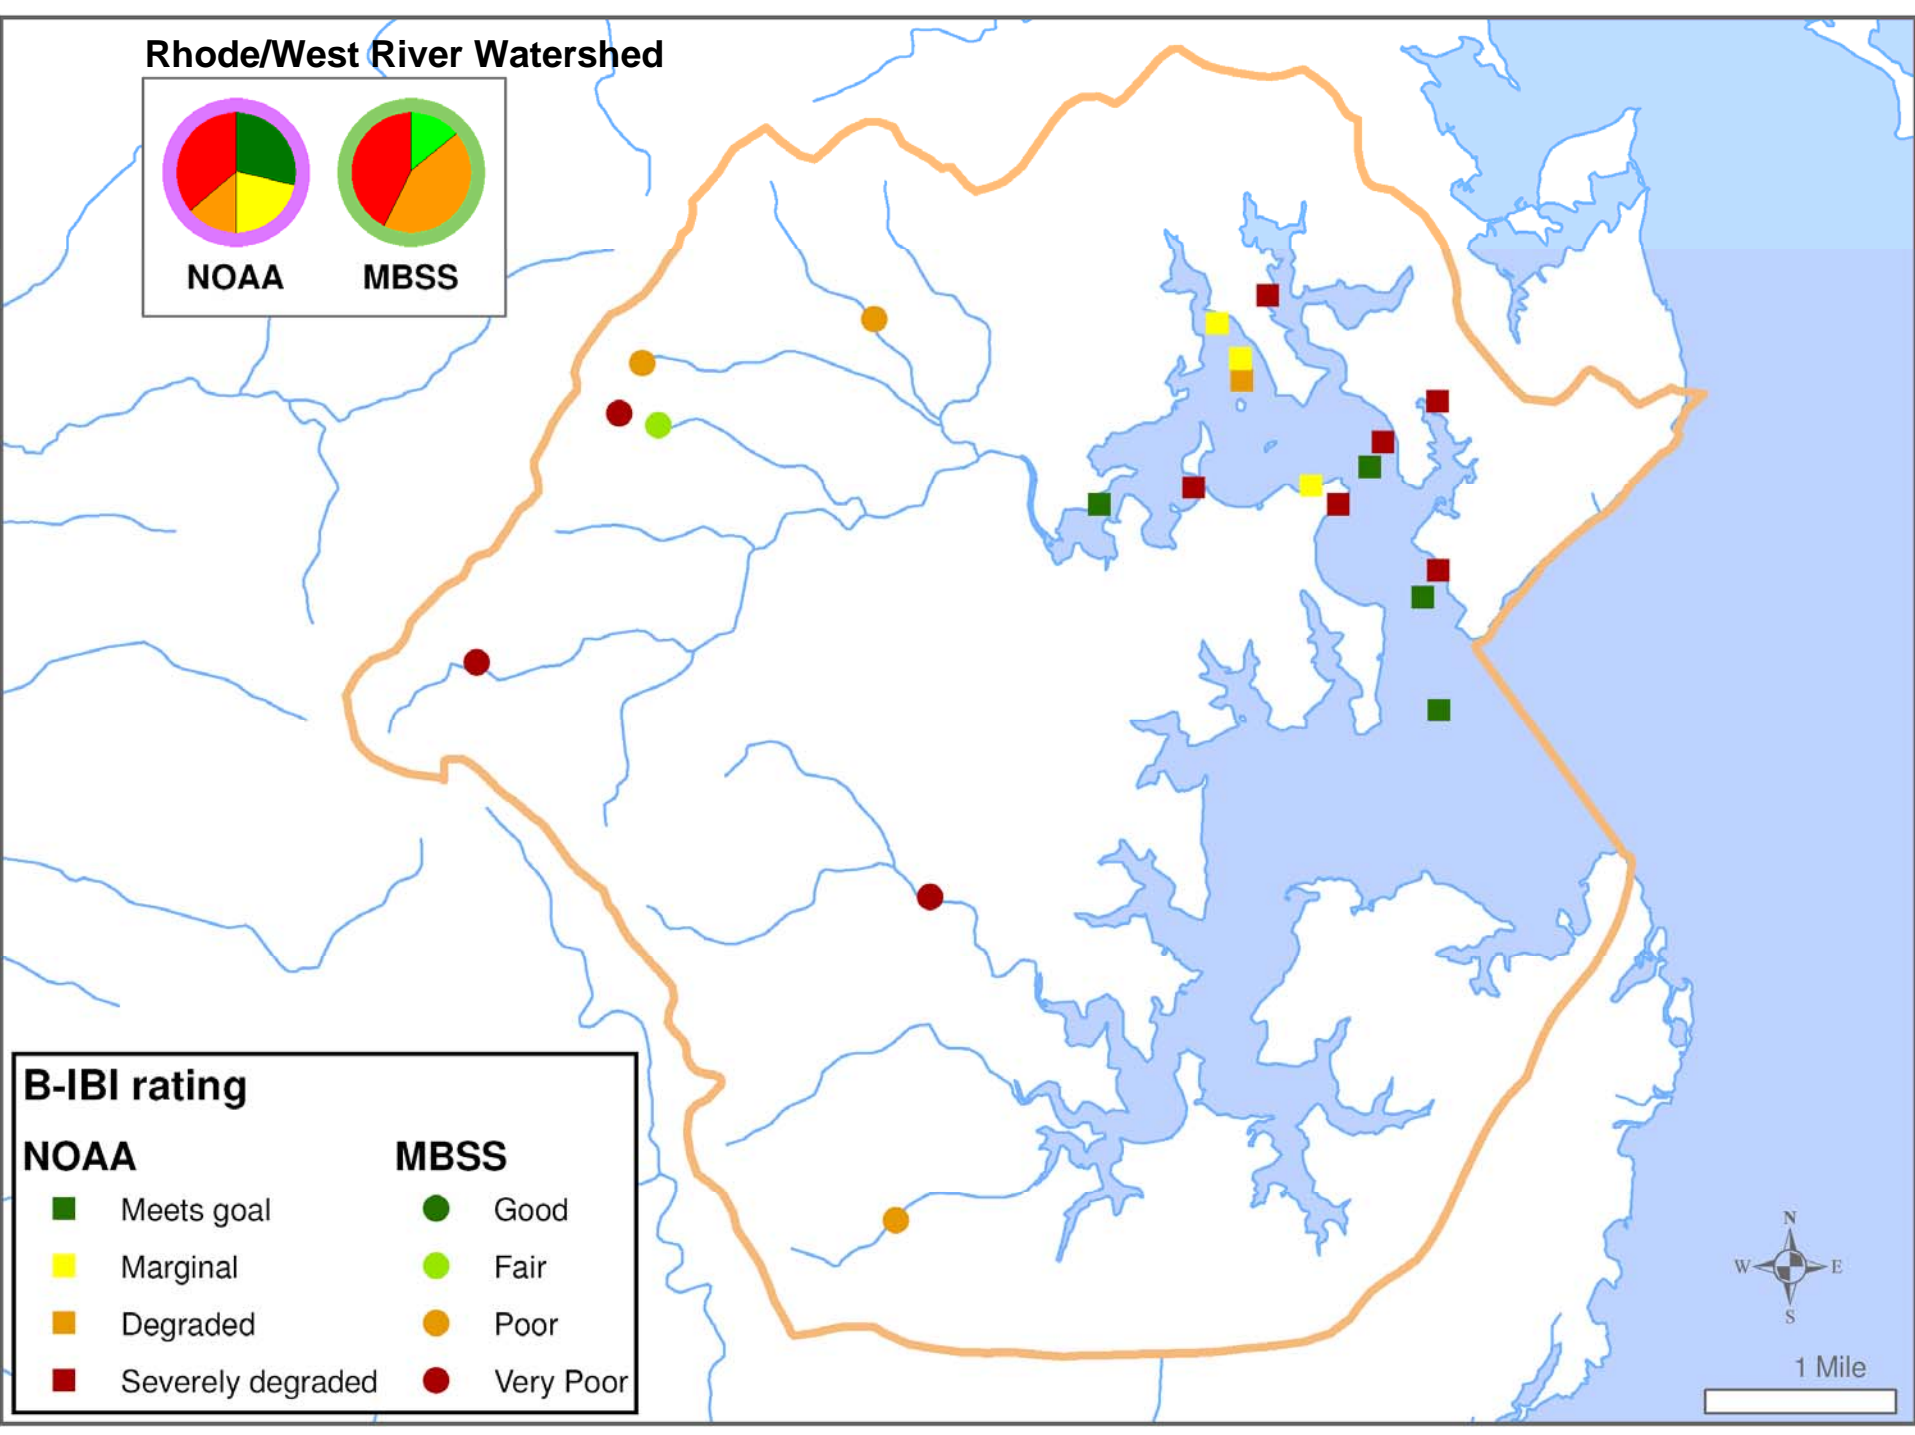 Rhode/West River Watershed
NOAA MBSS
B-IBI rating
NOAA MBSS
Meets goal Good
Marginal Fair
Degraded Poor
Severely degraded Very Poor
N
W E
S
1 Mile